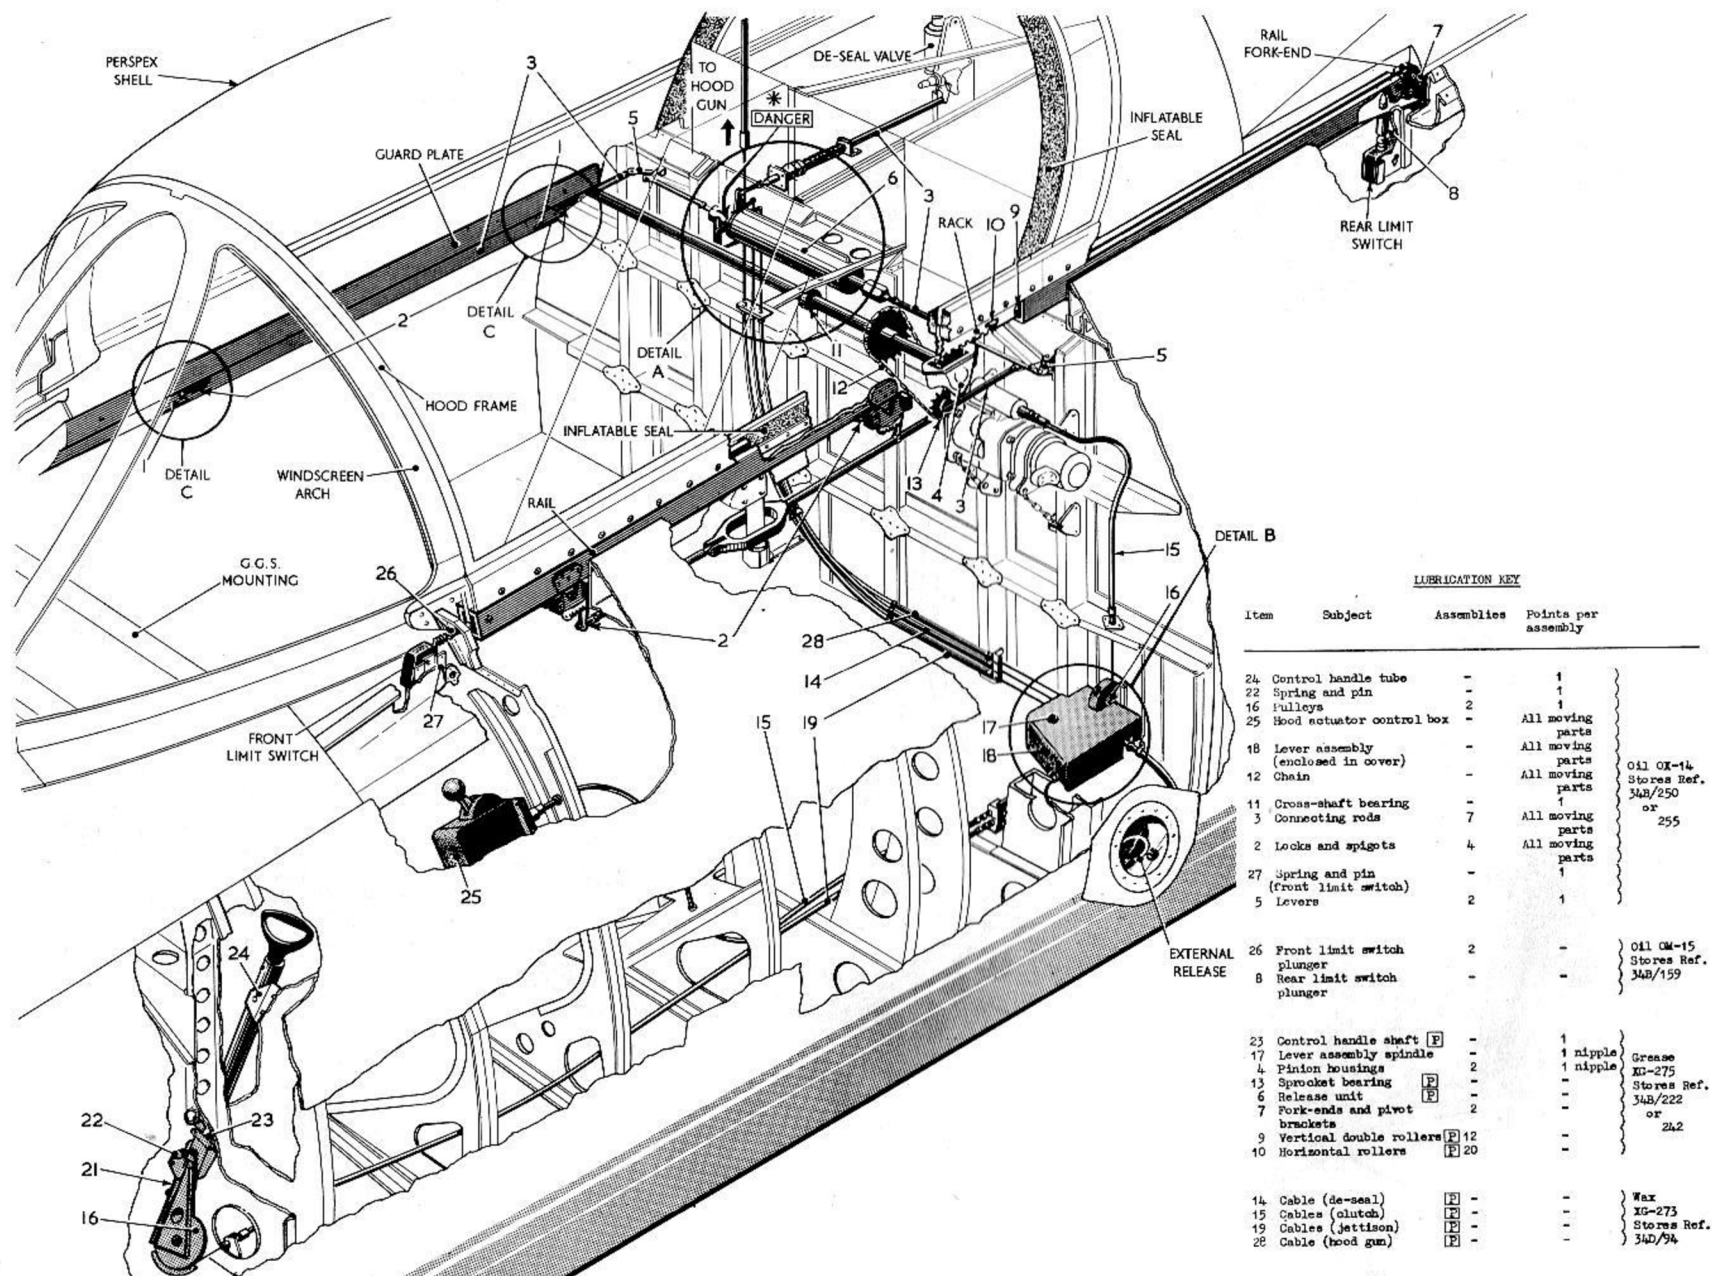 PERSPEX
SHELL
3
TO
HOOD
GUN
*
DANGER
DE-SEAL VALVE
RAIL
FORK-END
7
INFLATABLE
SEAL
5
GUARD PLATE
1
6
3
3
RACK
10
9
8
REAR LIMIT
SWITCH
2
DETAIL
C
DETAIL
A
11
12
5
HOOD FRAME
INFLATABLE SEAL
1
DETAIL
C
WINDSCREEN
ARCH
RAIL
13
4
3
G.G.S.
MOUNTING
26
DETAIL B
15
16
2
28
14
27
FRONT
LIMIT SWITCH
15
19
17
18
25
EXTERNAL
RELEASE
24
22
23
21
16
LUBRICATION KEY
Item Subject Assemblies Points per
assembly
24 Control handle tube - 1
22 Spring and pin - 1
16 Pulleys 2 1
25 Hood actuator control box - All moving
parts
18 Lever assembly - All moving
(enclosed in cover) parts
12 Chain - All moving
parts
11 Cross-shaft bearing - 1
3 Connecting rods 7 All moving
parts
2 Locks and spigots 4 All moving
parts
27 Spring and pin - 1
(front limit switch)
5 Levers 2 1
Oil OX-14
Stores Ref.
34B/250
or
255
26 Front limit switch 2 -
plunger
8 Rear limit switch - -
plunger
Oil OM-15
Stores Ref.
34B/159
23 Control handle shaft P - 1
17 Lever assembly spindle - 1 nipple
4 Pinion housings 2 1 nipple
13 Sprocket bearing P - -
6 Release unit P - -
7 Fork-ends and pivot 2 -
brackets
9 Vertical double rollers P 12 -
10 Horizontal rollers P 20 -
Grease
XG-275
Stores Ref.
34B/222
or
242
14 Cable (de-seal) P - -
15 Cables (clutch) P - -
19 Cables (jettison) P - -
28 Cable (hood gun) P - -
Wax
XG-273
Stores Ref.
34D/94